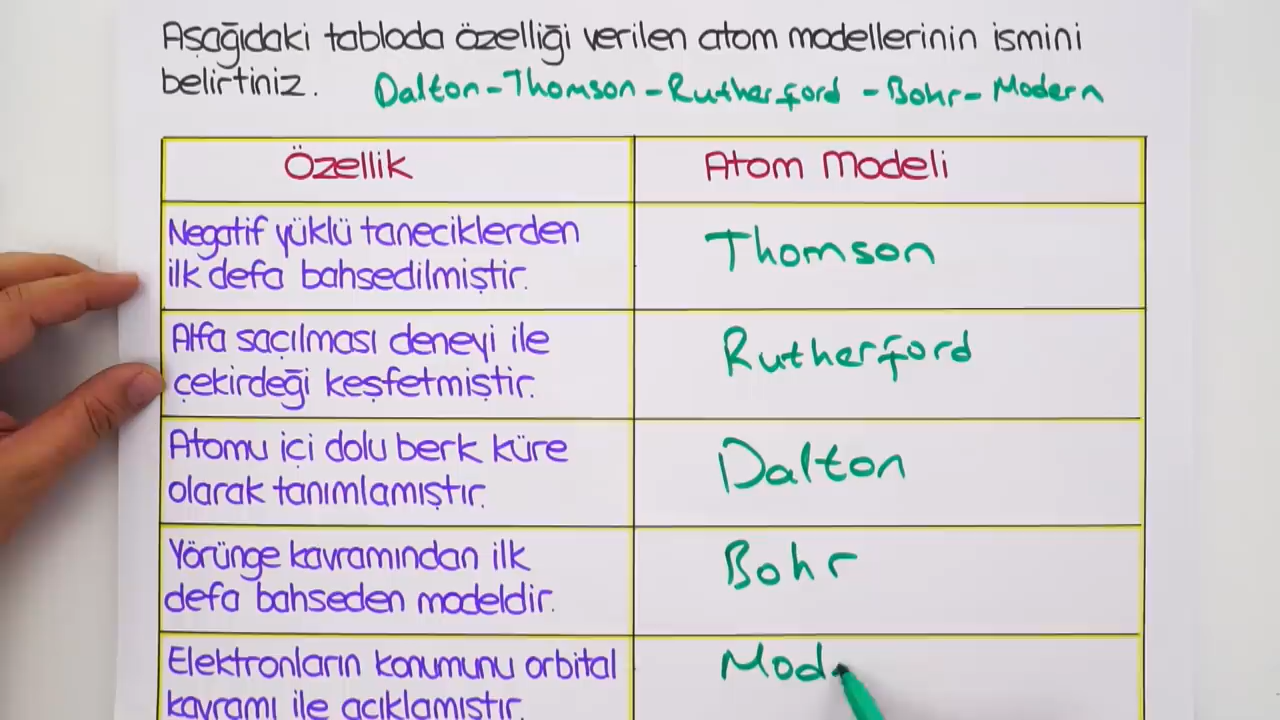 Aşağıdaki tabloda özelliği verilen atom modellerinin ismini
belirtiniz. Dalton-Thomson-Rutherford-Bohr-Modern
Özellik
Atom Modeli
Negatif yüklü taneciklerden
ilk defa bahsedilmiştir.
Thomson
Alfa saçılması deneyi ile
çekirdeği keşfetmiştir.
Rutherford
Atomu içi dolu berk küre
olarak tanımlamıştır.
Dalton
Yörünge kavramından ilk
defa bahseden modeldir.
Bohr
Elektronların konumunu orbital
kavramı ile açıklamıştır.
Mod